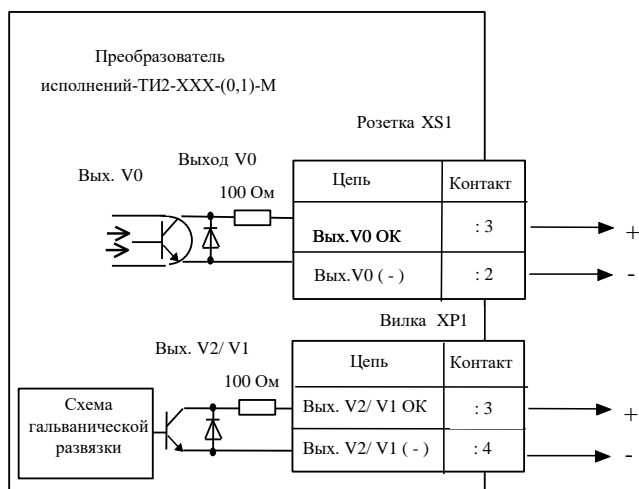 Преобразователь
исполнений-ТИ2-ХХХ-(0,1)-М
Розетка XS1
Выход V0
Вых. V0
100 Ом
Цепь
Контакт
Вых.V0 ОК
: 3
+
Вых.V0 ( - )
: 2
-
Вилка XP1
Вых. V2/ V1
100 Ом
Цепь
Контакт
Схема
гальванической
развязки
Вых. V2/ V1 ОК
: 3
+
Вых. V2/ V1 ( - )
: 4
-